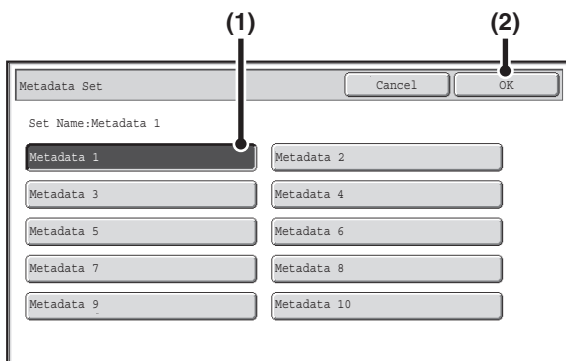 (1) (2)
Metadata Set Cancel OK
Set Name:Metadata 1
Metadata 1 Metadata 2
Metadata 3 Metadata 4
Metadata 5 Metadata 6
Metadata 7 Metadata 8
Metadata 9 Metadata 10